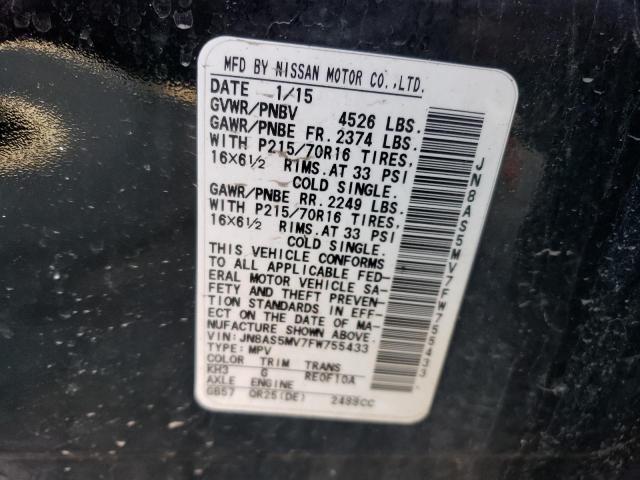 MFD BY NISSAN MOTOR CO.,LTD.
DATE 1/15
GVWR/PNBV 4526 LBS.
GAWR/PNBE FR. 2374 LBS.
WITH P215/70R16 TIRES,
16X6½ RIMS.AT 33 PSI
COLD SINGLE.
GAWR/PNBE RR. 2249 LBS.
WITH P215/70R16 TIRES,
16X6½ RIMS.AT 33 PSI
COLD SINGLE.
THIS VEHICLE CONFORMS
TO ALL APPLICABLE FED-
ERAL MOTOR VEHICLE SA-
FETY AND THEFT PREVEN-
TION STANDARDS IN EFF-
ECT ON THE DATE OF MA-
NUFACTURE SHOWN ABOVE.
VIN: JN8AS5MV7FW755433
TYPE: MPV
COLOR TRIM TRANS
KH3 G RE0F10A
AXLE ENGINE
GB57 QR25(DE) 2488CC
JN8AS5MV7FW755433